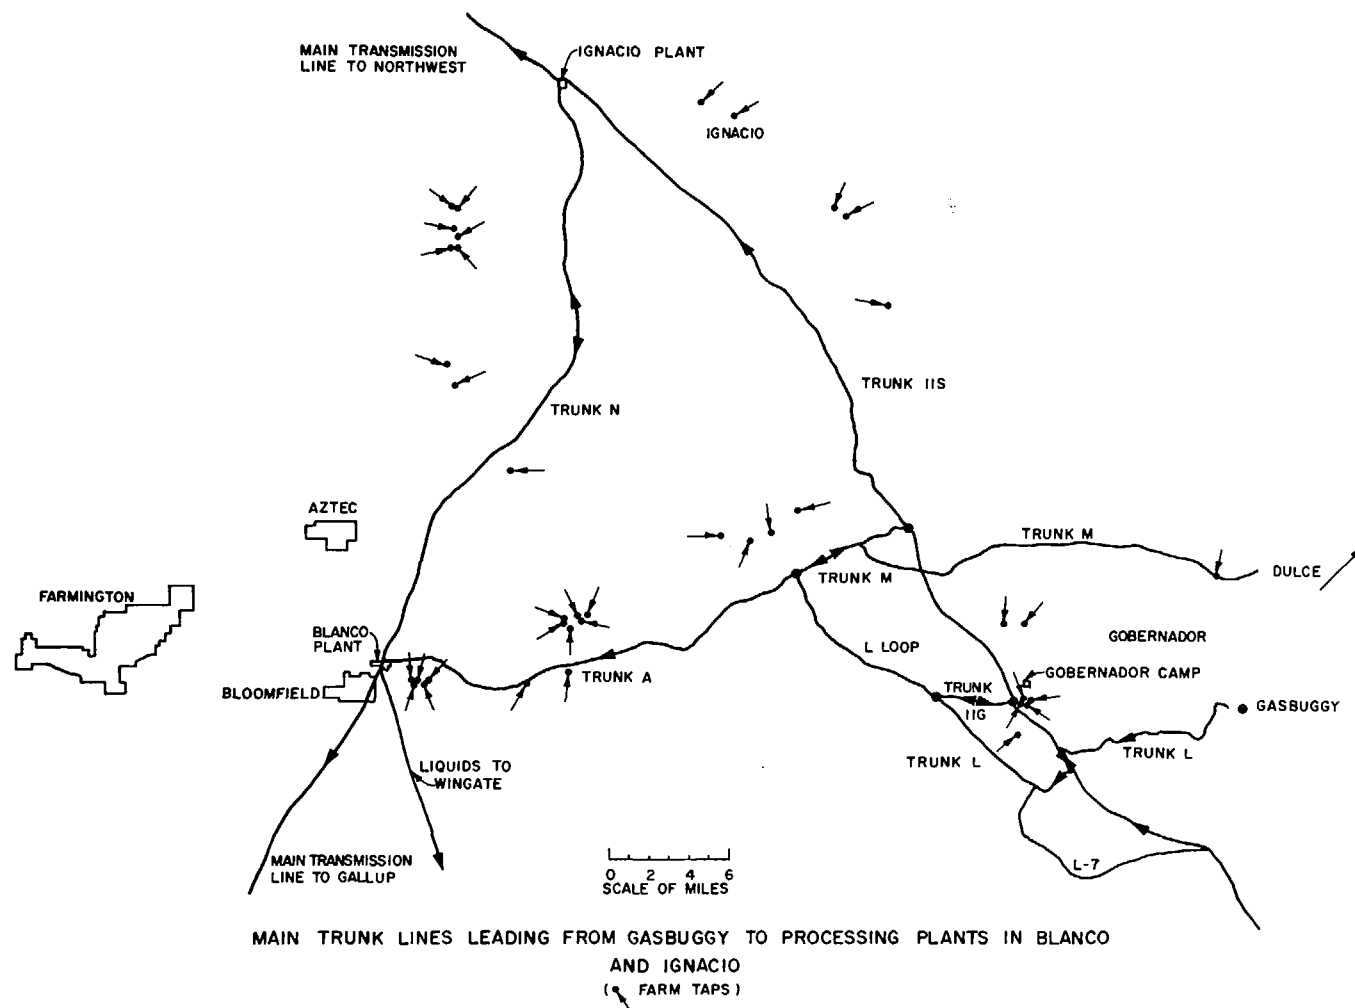 MAIN TRANSMISSION
LINE TO NORTHWEST
IGNACIO PLANT
IGNACIO
TRUNK 11S
TRUNK N
AZTEC
TRUNK M
TRUNK M
DULCE
FARMINGTON
BLANCO
PLANT
L LOOP
GOBERNADOR
TRUNK A
GOBERNADOR CAMP
BLOOMFIELD
TRUNK
11G
GASBUGGY
TRUNK L
TRUNK L
LIQUIDS TO
WINGATE
MAIN TRANSMISSION
LINE TO GALLUP
L-7
0 2 4 6
SCALE OF MILES
MAIN TRUNK LINES LEADING FROM GASBUGGY TO PROCESSING PLANTS IN BLANCO
AND IGNACIO
( FARM TAPS )